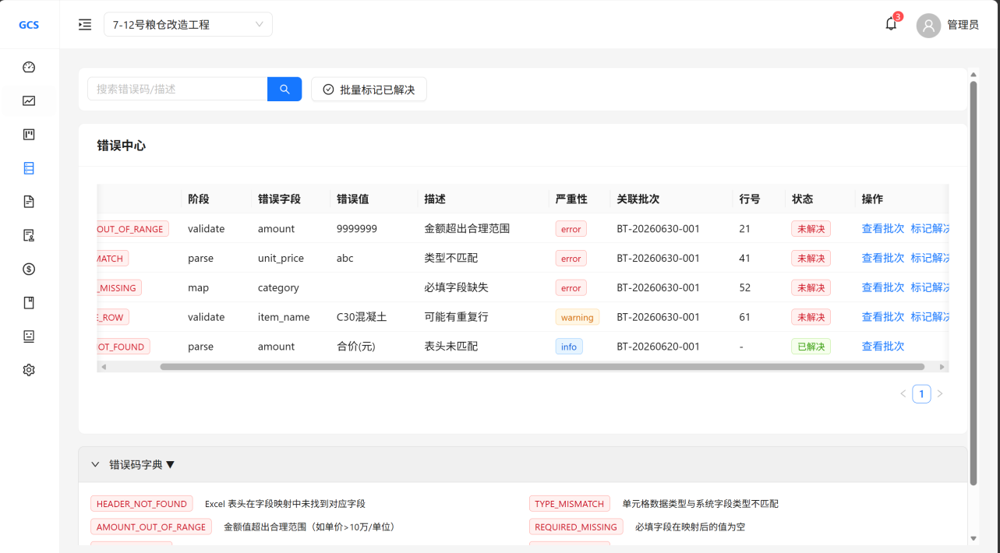 GCS
7-12号粮仓改造工程
3
管理员
搜索错误码/描述
批量标记已解决
错误中心
阶段 错误字段 错误值 描述 严重性 关联批次 行号 状态 操作
OUT_OF_RANGE validate amount 9999999 金额超出合理范围 error BT-20260630-001 21 未解决 查看批次 标记解决
MATCH parse unit_price abc 类型不匹配 error BT-20260630-001 41 未解决 查看批次 标记解决
_MISSING map category 必填字段缺失 error BT-20260630-001 52 未解决 查看批次 标记解决
E_ROW validate item_name C30混凝土 可能有重复行 warning BT-20260630-001 61 未解决 查看批次 标记解决
OT_FOUND parse amount 合价(元) 表头未匹配 info BT-20260620-001 - 已解决 查看批次
1
错误码字典 ▼
HEADER_NOT_FOUND Excel 表头在字段映射中未找到对应字段 TYPE_MISMATCH 单元格数据类型与系统字段类型不匹配
AMOUNT_OUT_OF_RANGE 金额值超出合理范围（如单价>10万/单位） REQUIRED_MISSING 必填字段在映射后的值为空